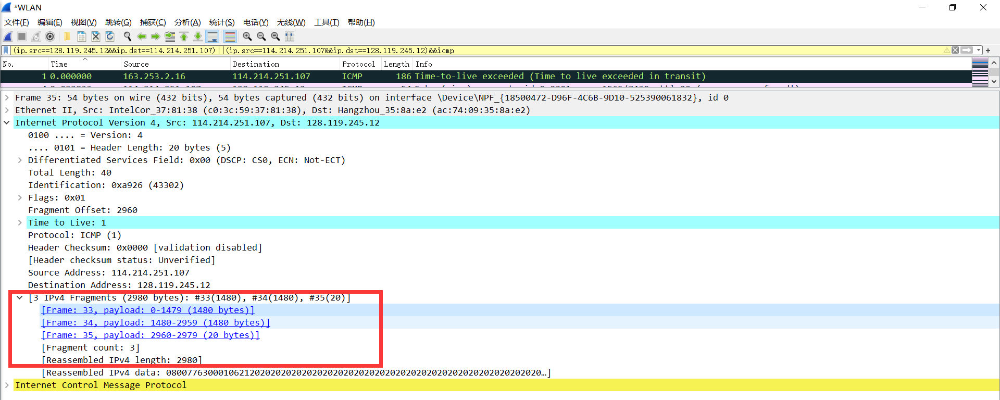 *WLAN
文件(F) 编辑(E) 视图(V) 跳转(G) 捕获(C) 分析(A) 统计(S) 电话(Y) 无线(W) 工具(T) 帮助(H)
(ip.src==128.119.245.12&&ip.dst==114.214.251.107)||(ip.src==114.214.251.107&&ip.dst==128.119.245.12)&&icmp
No. Time Source Destination Protocol Length Info
1 0.000000 163.253.2.16 114.214.251.107 ICMP 186 Time-to-live exceeded (Time to live exceeded in transit)
Frame 35: 54 bytes on wire (432 bits), 54 bytes captured (432 bits) on interface \Device\NPF_{18500472-D96F-4C6B-9D10-525390061832}, id 0
Ethernet II, Src: IntelCor_37:81:38 (c0:3c:59:37:81:38), Dst: Hangzhou_35:8a:e2 (ac:74:09:35:8a:e2)
Internet Protocol Version 4, Src: 114.214.251.107, Dst: 128.119.245.12
0100 .... = Version: 4
.... 0101 = Header Length: 20 bytes (5)
Differentiated Services Field: 0x00 (DSCP: CS0, ECN: Not-ECT)
Total Length: 40
Identification: 0xa926 (43302)
Flags: 0x01
Fragment Offset: 2960
Time to Live: 1
Protocol: ICMP (1)
Header Checksum: 0x0000 [validation disabled]
[Header checksum status: Unverified]
Source Address: 114.214.251.107
Destination Address: 128.119.245.12
[3 IPv4 Fragments (2980 bytes): #33(1480), #34(1480), #35(20)]
[Frame: 33, payload: 0-1479 (1480 bytes)]
[Frame: 34, payload: 1480-2959 (1480 bytes)]
[Frame: 35, payload: 2960-2979 (20 bytes)]
[Fragment count: 3]
[Reassembled IPv4 length: 2980]
[Reassembled IPv4 data: 080077630001062120202020202020202020202020202020202020202020202020202020…]
Internet Control Message Protocol